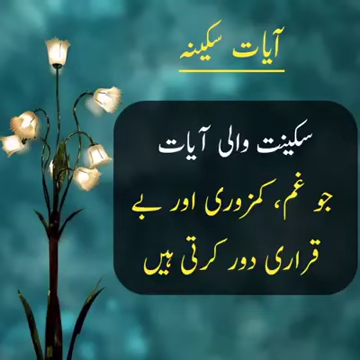 آیات سکینہ
سکینت والی آیات
جو غم، کمزوری اور بے
قراری دور کرتی ہیں